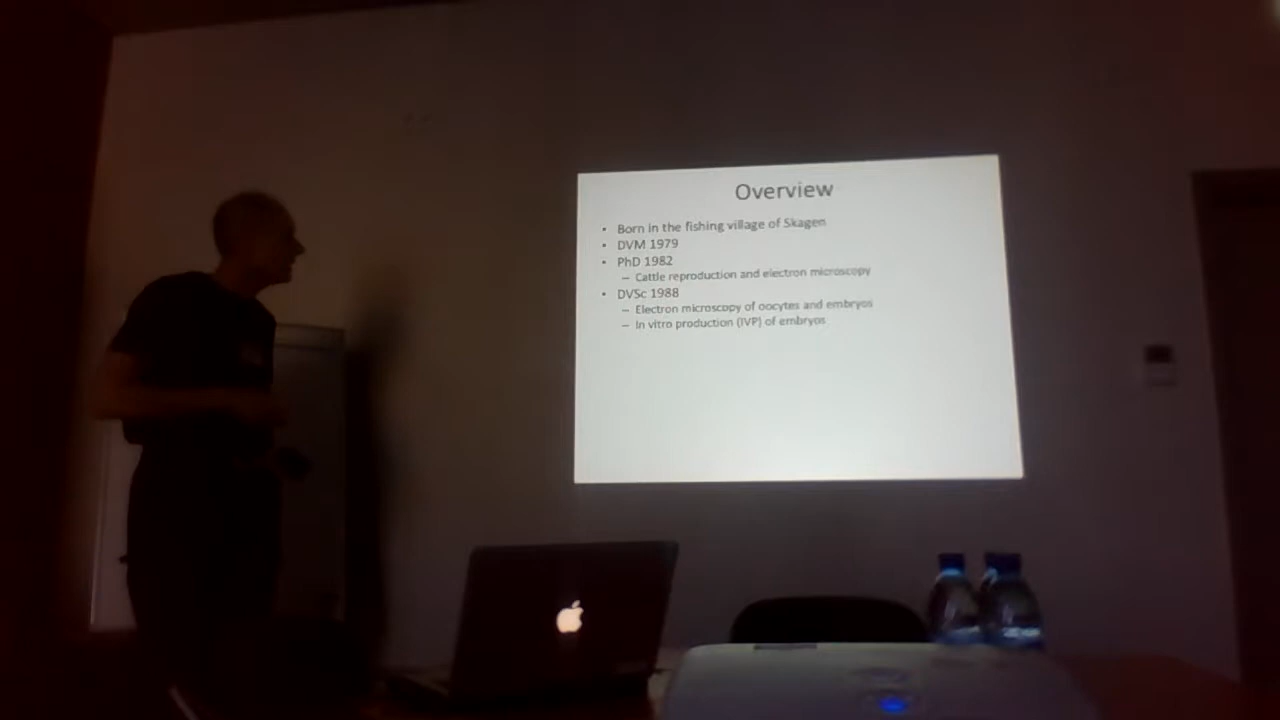 Overview
• Born in the fishing village of Skagen
• DVM 1979
• PhD 1982
– Cattle reproduction and electron microscopy
• DVSc 1988
– Electron microscopy of oocytes and embryos
– In vitro production (IVP) of embryos